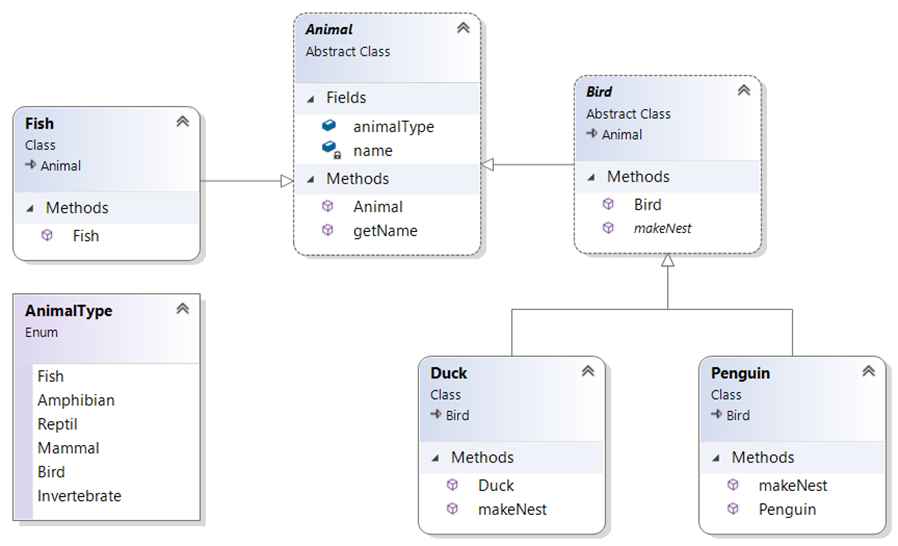 Animal
Abstract Class
Fields
animalType
name
Methods
Animal
getName
Fish
Class
Animal
Methods
Fish
Bird
Abstract Class
Animal
Methods
Bird
makeNest
AnimalType
Enum
Fish
Amphibian
Reptil
Mammal
Bird
Invertebrate
Duck
Class
Bird
Methods
Duck
makeNest
Penguin
Class
Bird
Methods
makeNest
Penguin